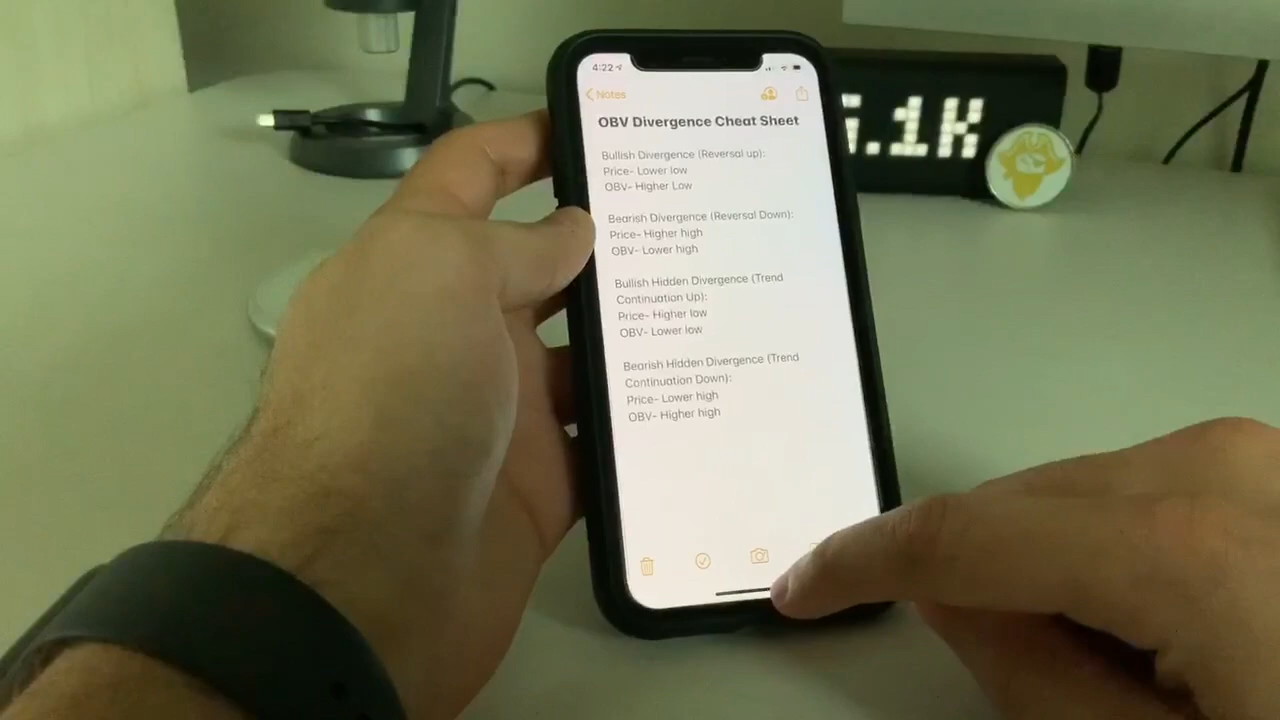 4:22
Notes
OBV Divergence Cheat Sheet
Bullish Divergence (Reversal up):
Price- Lower low
OBV- Higher Low
Bearish Divergence (Reversal Down):
Price- Higher high
OBV- Lower high
Bullish Hidden Divergence (Trend
Continuation Up):
Price- Higher low
OBV- Lower low
Bearish Hidden Divergence (Trend
Continuation Down):
Price- Lower high
OBV- Higher high
.1K